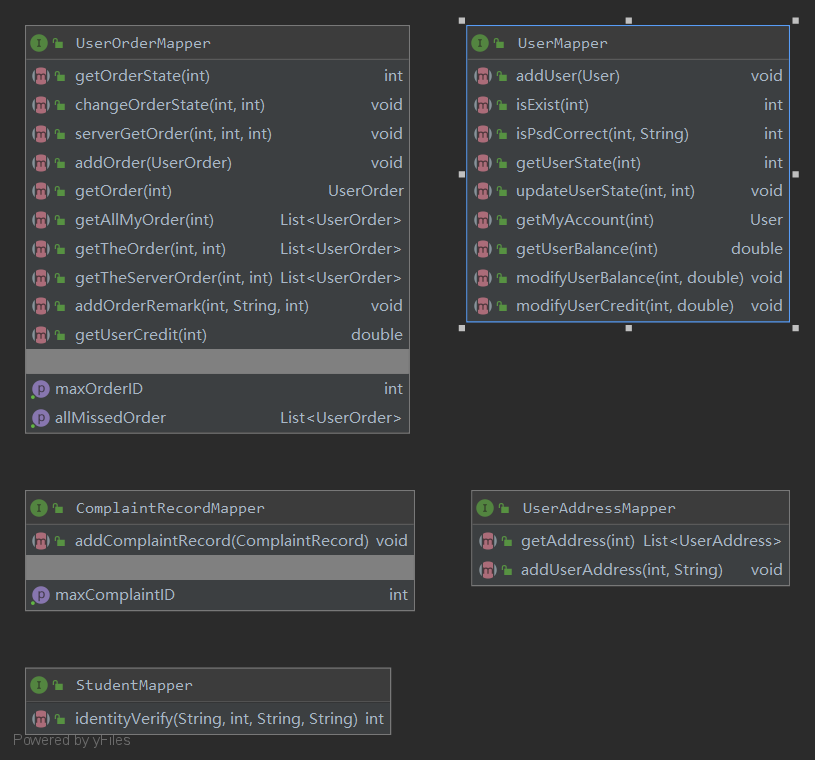 UserOrderMapper
getOrderState(int) int
changeOrderState(int, int) void
serverGetOrder(int, int, int) void
addOrder(UserOrder) void
getOrder(int) UserOrder
getAllMyOrder(int) List<UserOrder>
getTheOrder(int, int) List<UserOrder>
getTheServerOrder(int, int) List<UserOrder>
addOrderRemark(int, String, int) void
getUserCredit(int) double
maxOrderID int
allMissedOrder List<UserOrder>
UserMapper
addUser(User) void
isExist(int) int
isPsdCorrect(int, String) int
getUserState(int) int
updateUserState(int, int) void
getMyAccount(int) User
getUserBalance(int) double
modifyUserBalance(int, double) void
modifyUserCredit(int, double) void
ComplaintRecordMapper
addComplaintRecord(ComplaintRecord) void
maxComplaintID int
UserAddressMapper
getAddress(int) List<UserAddress>
addUserAddress(int, String) void
StudentMapper
identityVerify(String, int, String, String) int
Powered by yFiles